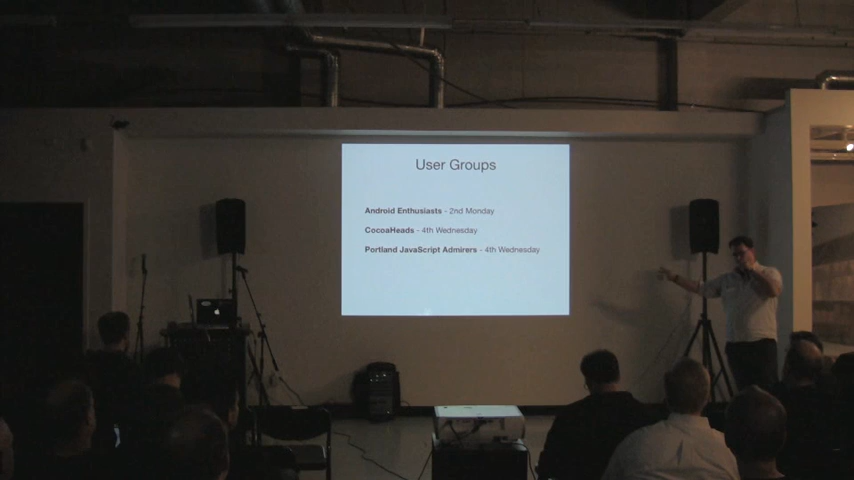 User Groups
Android Enthusiasts - 2nd Monday
CocoaHeads - 4th Wednesday
Portland JavaScript Admirers - 4th Wednesday